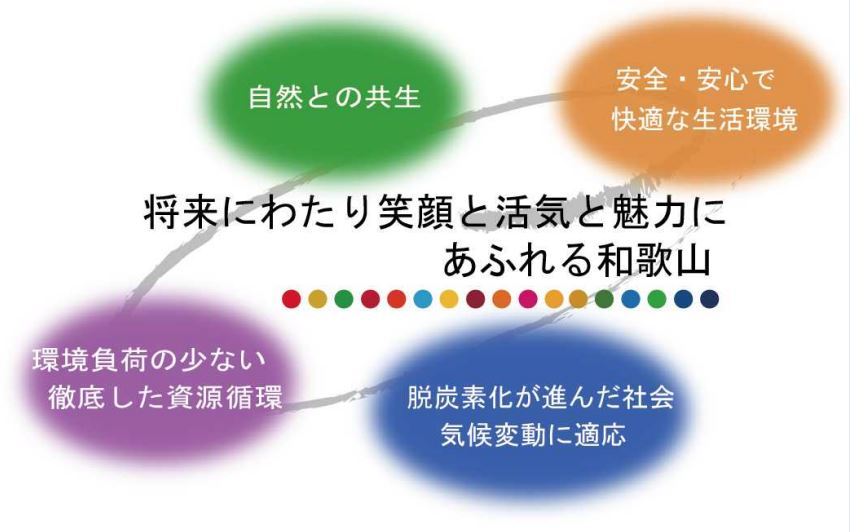 自然との共生
安全・安心で
快適な生活環境
将来にわたり笑顔と活気と魅力に
あふれる和歌山
環境負荷の少ない
徹底した資源循環
脱炭素化が進んだ社会
気候変動に適応